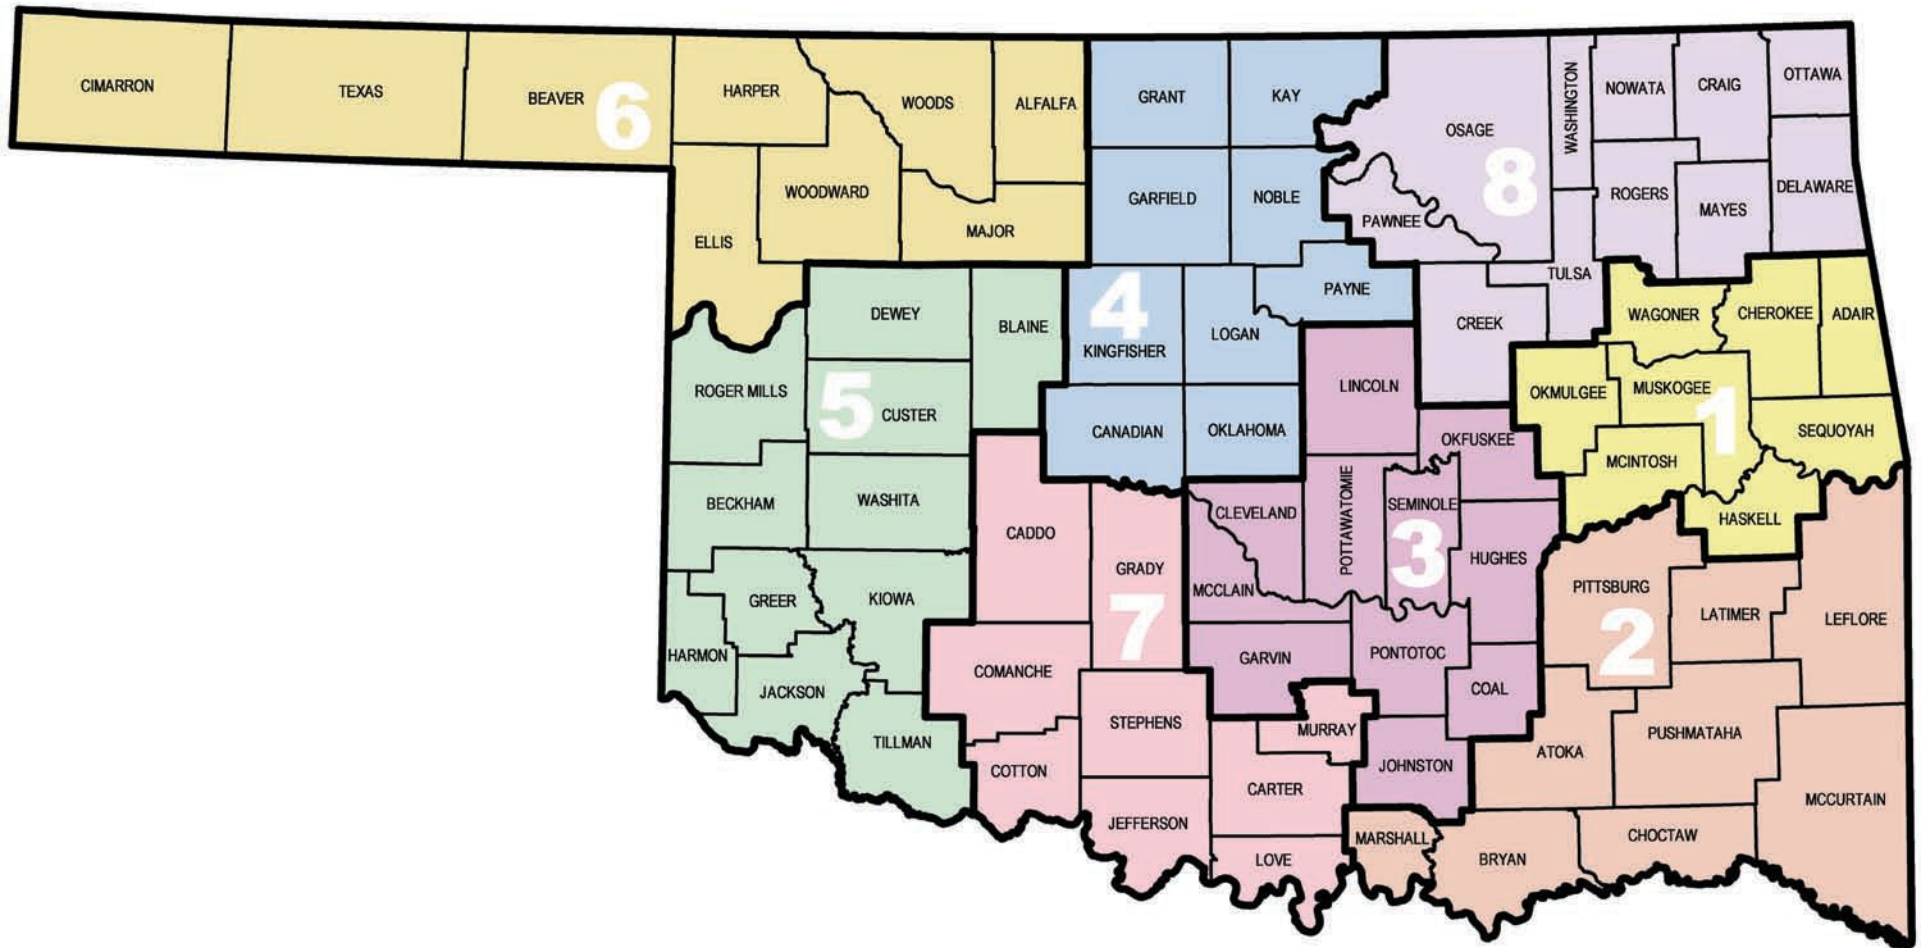 CIMARRON
TEXAS
BEAVER
6
HARPER
WOODS
ALFALFA
WOODWARD
ELLIS
MAJOR
GRANT
KAY
GARFIELD
NOBLE
4
KINGFISHER
LOGAN
PAYNE
CANADIAN
OKLAHOMA
OSAGE
WASHINGTON
NOWATA
CRAIG
OTTAWA
8
ROGERS
MAYES
DELAWARE
PAWNEE
TULSA
CREEK
WAGONER
CHEROKEE
ADAIR
OKMULGEE
MUSKOGEE
1
SEQUOYAH
MCINTOSH
HASKELL
DEWEY
BLAINE
ROGER MILLS
5
CUSTER
BECKHAM
WASHITA
GREER
KIOWA
HARMON
JACKSON
TILLMAN
CADDO
GRADY
7
COMANCHE
STEPHENS
COTTON
JEFFERSON
MURRAY
CARTER
LOVE
LINCOLN
OKFUSKEE
POTTAWATOMIE
SEMINOLE
CLEVELAND
3
HUGHES
MCCLAIN
GARVIN
PONTOTOC
COAL
JOHNSTON
PITTSBURG
2
LATIMER
LEFLORE
ATOKA
PUSHMATAHA
MCCURTAIN
MARSHALL
BRYAN
CHOCTAW